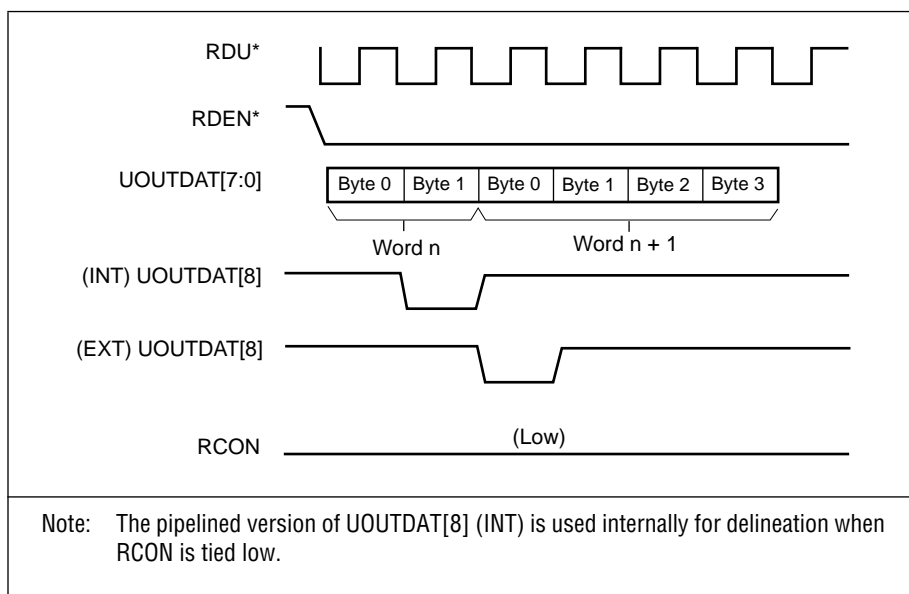 RDU*
RDEN*
UOUTDAT[7:0]
Byte 0 Byte 1 Byte 0 Byte 1 Byte 2 Byte 3
Word n Word n + 1
(INT) UOUTDAT[8]
(EXT) UOUTDAT[8]
RCON
(Low)
Note: The pipelined version of UOUTDAT[8] (INT) is used internally for delineation when
RCON is tied low.